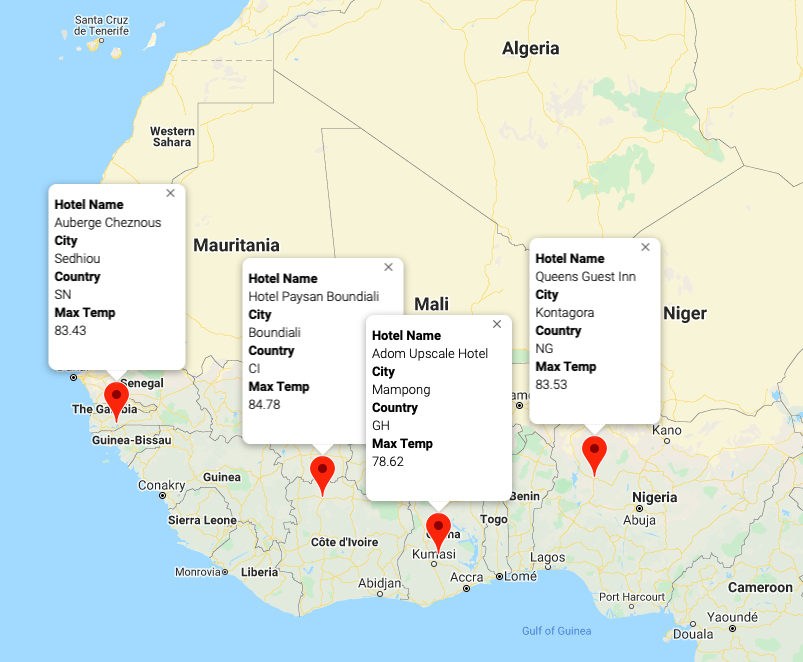 Santa Cruz
de Tenerife
Algeria
Western
Sahara
Mauritania
Mali
Niger
×
Hotel Name
Auberge Cheznous
City
Sedhiou
Country
SN
Max Temp
83.43
×
Hotel Name
Hotel Paysan Boundiali
City
Boundiali
Country
CI
Max Temp
84.78
×
Hotel Name
Adom Upscale Hotel
City
Mampong
Country
GH
Max Temp
78.62
×
Hotel Name
Queens Guest Inn
City
Kontagora
Country
NG
Max Temp
83.53
Senegal
The Gambia
Guinea-Bissau
Guinea
Conakry
Sierra Leone
Monrovia
Liberia
Côte d'Ivoire
Abidjan
Ghana
Kumasi
Accra
Togo
Lomé
Benin
Lagos
Kano
Nigeria
Abuja
Port Harcourt
Cameroon
Yaoundé
Douala
Gulf of Guinea